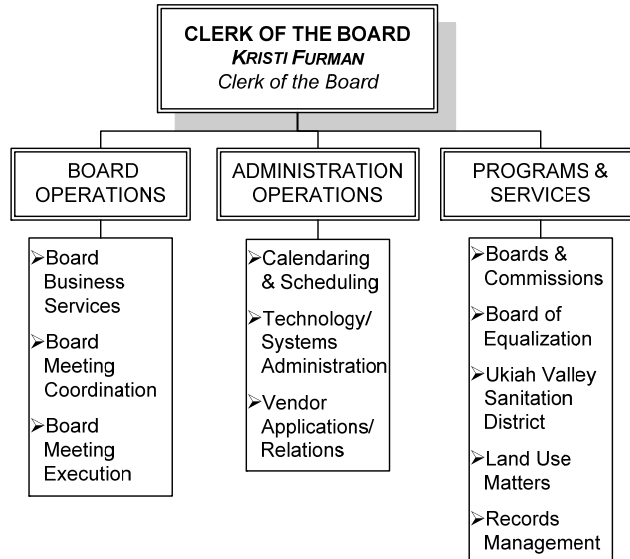 CLERK OF THE BOARD
KRISTI FURMAN
Clerk of the Board
BOARD
OPERATIONS
➢Board
Business
Services
➢Board
Meeting
Coordination
➢Board
Meeting
Execution
ADMINISTRATION
OPERATIONS
➢Calendaring
& Scheduling
➢Technology/
Systems
Administration
➢Vendor
Applications/
Relations
PROGRAMS &
SERVICES
➢Boards &
Commissions
➢Board of
Equalization
➢Ukiah Valley
Sanitation
District
➢Land Use
Matters
➢Records
Management